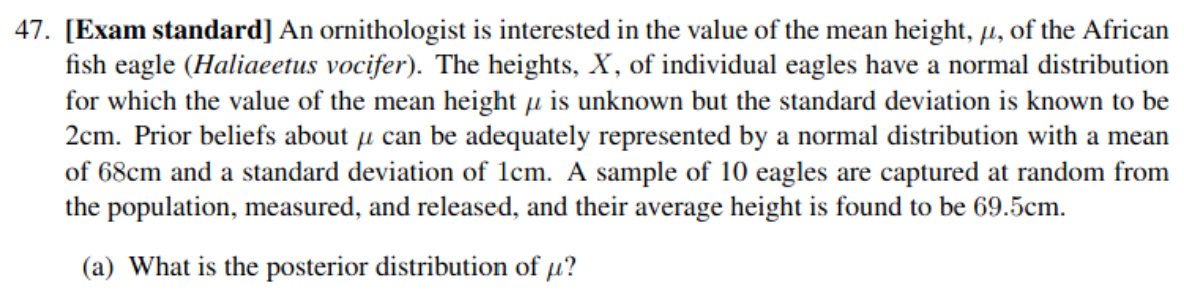 47. [Exam standard] An ornithologist is interested in the value of the mean height, μ, of the African
fish eagle (Haliaeetus vocifer). The heights, X, of individual eagles have a normal distribution
for which the value of the mean height μ is unknown but the standard deviation is known to be
2cm. Prior beliefs about μ can be adequately represented by a normal distribution with a mean
of 68cm and a standard deviation of 1cm. A sample of 10 eagles are captured at random from
the population, measured, and released, and their average height is found to be 69.5cm.
(a) What is the posterior distribution of μ?